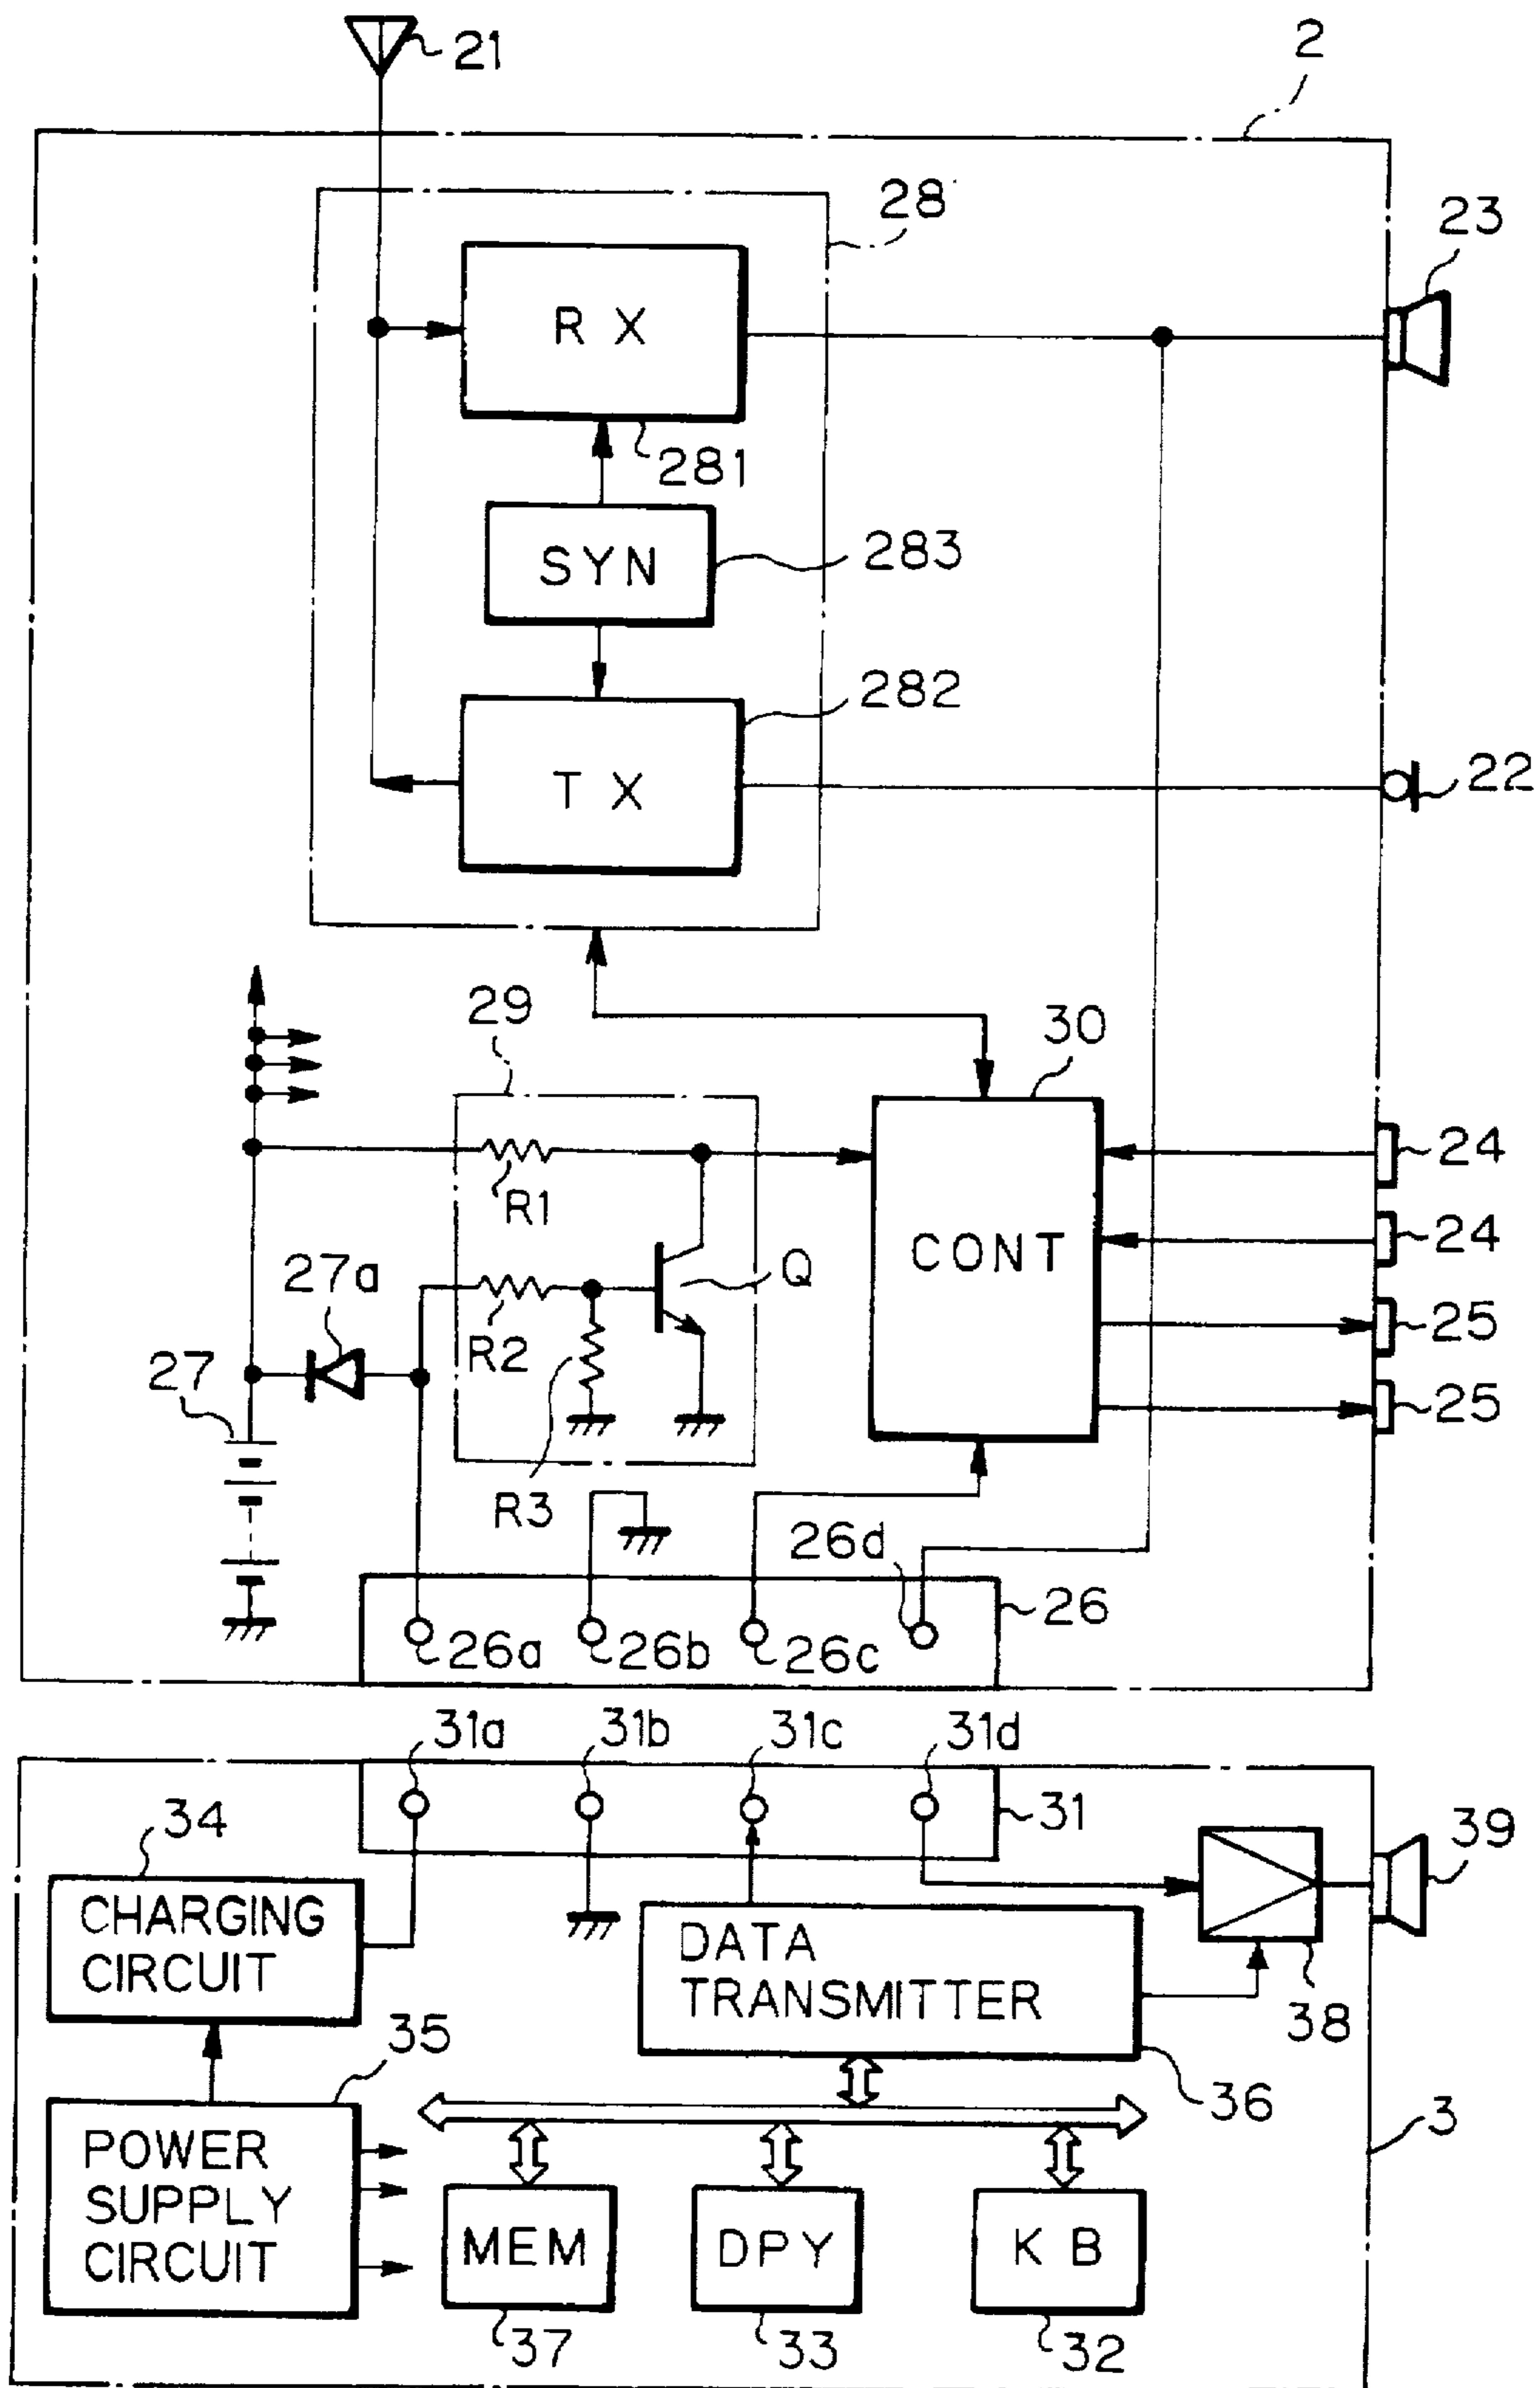 21
2
28
23
RX
281
SYN
283
282
TX
22
29
30
R1
24
CONT
24
27a
Q
R2
25
27
25
R3
26d
26
26a
26b
26c
31a
31b
31c
31d
31
34
39
CHARGING
CIRCUIT
DATA
TRANSMITTER
38
35
36
3
POWER
SUPPLY
CIRCUIT
MEM
DPY
KB
37
33
32